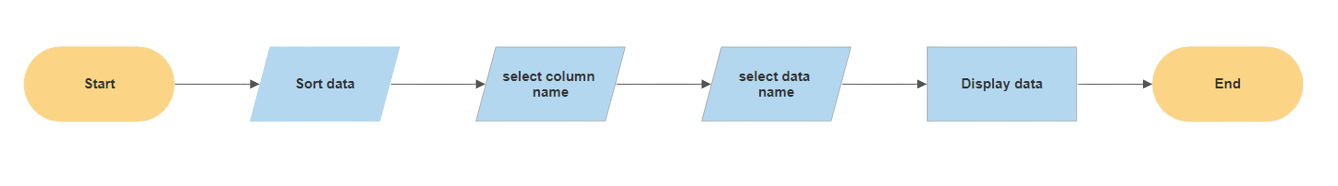 Start
Sort data
select column
name
select data
name
Display data
End